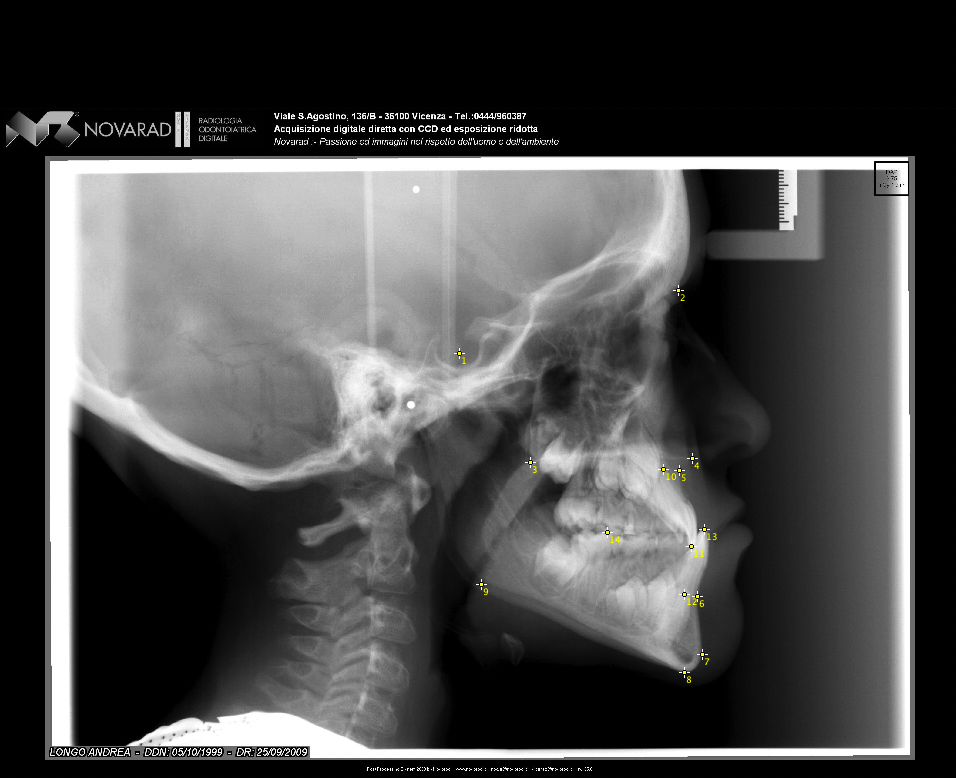 NOVARAD
RADIOLOGIA
ODONTOIATRICA
DIGITALE
Viale S.Agostino, 136/B - 36100 Vicenza - Tel.:0444/960387
Acquisizione digitale diretta con CCD ed esposizione ridotta
Novarad .- Passione ed immagini nel rispetto dell'uomo e dell'ambiente
2
1
3
4
10
5
13
14
11
9
12
6
7
8
LONGO ANDREA - DDN: 05/10/1999 - DR: 25/09/2009